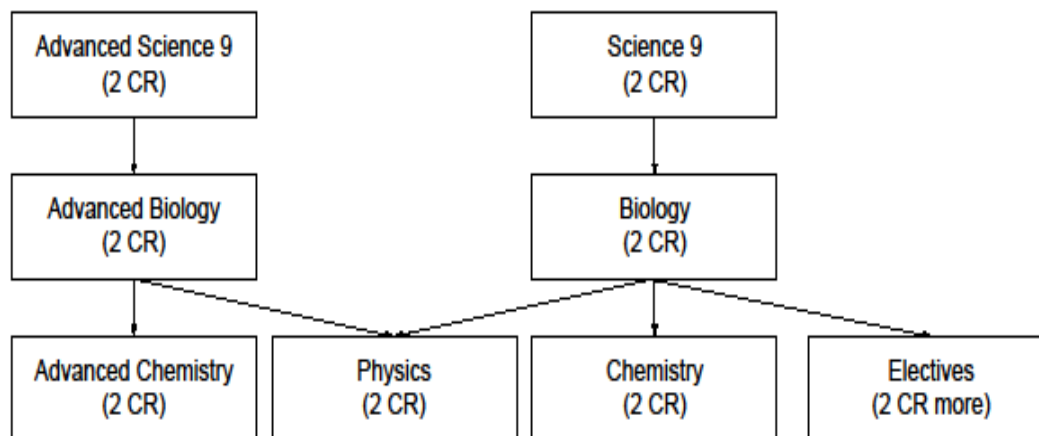 Advanced Science 9
(2 CR)
Science 9
(2 CR)
Advanced Biology
(2 CR)
Biology
(2 CR)
Advanced Chemistry
(2 CR)
Physics
(2 CR)
Chemistry
(2 CR)
Electives
(2 CR more)